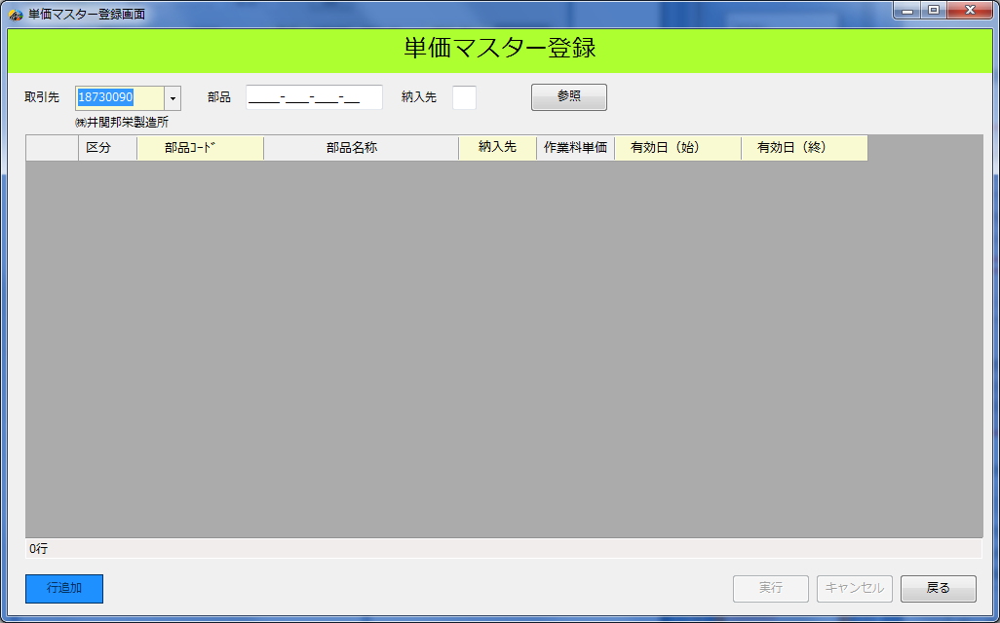 単価マスター登録画面
単価マスター登録
取引先 18730090 部品 _____-____-____-__ 納入先 参照
㈱井関邦栄製造所
区分 部品ｺｰﾄﾞ 部品名称 納入先 作業料単価 有効日（始） 有効日（終）
0行
行追加 実行 キャンセル 戻る